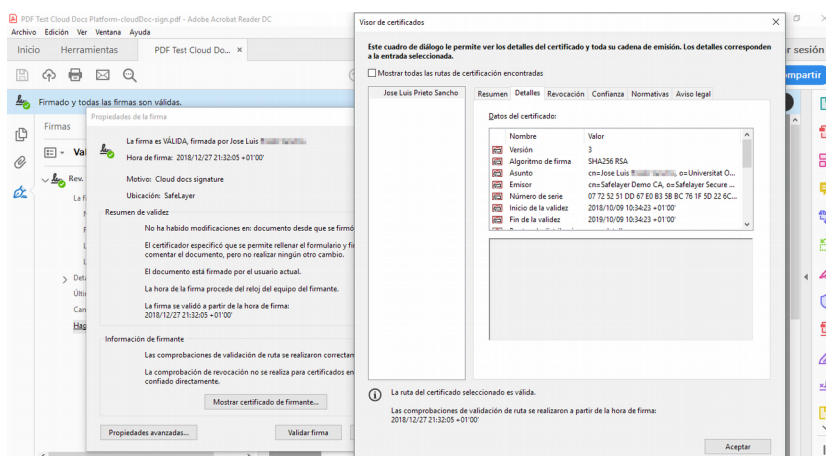 PDF Test Cloud Docs Platform-cloudDoc-sign.pdf - Adobe Acrobat Reader DC
Archivo Edición Ver Ventana Ayuda
Inicio Herramientas PDF Test Cloud Do... ×
r sesión
mpartir
Firmado y todas las firmas son válidas.
Firmas
Val
Rev.
La fi
Deta
Últi
Can
Hag
Propiedades de la firma
La firma es VÁLIDA, firmada por Jose Luis
Hora de firma: 2018/12/27 21:32:05 +01'00'
Motivo: Cloud docs signature
Ubicación: SafeLayer
Resumen de validez
No ha habido modificaciones en: documento desde que se firmó
El certificador especificó que se permite rellenar el formulario y fi
comentar el documento, pero no realizar ningún otro cambio.
El documento está firmado por el usuario actual.
La hora de la firma procede del reloj del equipo del firmante.
La firma se validó a partir de la hora de firma:
2018/12/27 21:32:05 +01'00'
Información de firmante
Las comprobaciones de validación de ruta se realizaron correctam
La comprobación de revocación no se realiza para certificados en
confiado directamente.
Mostrar certificado de firmante...
Propiedades avanzadas...
Validar firma
Visor de certificados
Este cuadro de diálogo le permite ver los detalles del certificado y toda su cadena de emisión. Los detalles corresponden
a la entrada seleccionada.
Mostrar todas las rutas de certificación encontradas
Jose Luis Prieto Sancho
Resumen Detalles Revocación Confianza Normativas Aviso legal
Datos del certificado:
Nombre Valor
Versión 3
Algoritmo de firma SHA256 RSA
Asunto cn=Jose Luis , o=Universitat O...
Emisor cn=Safelayer Demo CA, o=Safelayer Secure ...
Número de serie 07 72 52 51 DD 67 E0 B3 5B BC 76 1F 5D 22 6C...
Inicio de la validez 2018/10/09 10:34:23 +01'00'
Fin de la validez 2019/10/09 10:34:23 +01'00'
La ruta del certificado seleccionado es válida.
Las comprobaciones de validación de ruta se realizaron a partir de la hora de firma:
2018/12/27 21:32:05 +01'00'
Aceptar